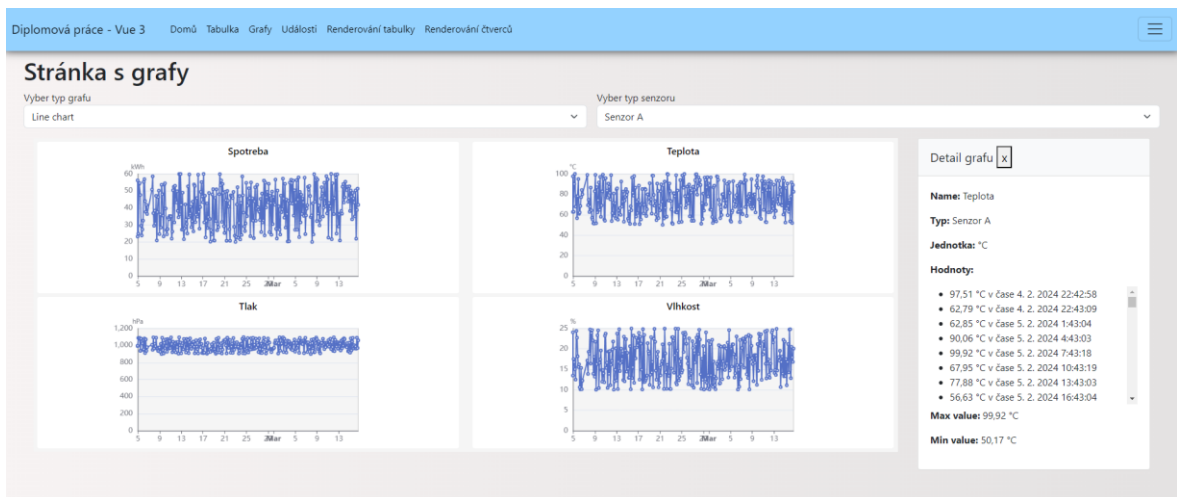 Diplomová práce - Vue 3 Domů Tabulka Grafy Události Renderování tabulky Renderování čtverců
Stránka s grafy
Vyber typ grafu
Line chart
Vyber typ senzoru
Senzor A
Spotreba
kWh
60
50
40
30
20
10
0
5 9 13 17 21 25 Mar 5 9 13
Teplota
°C
100
80
60
40
20
0
5 9 13 17 21 25 Mar 5 9 13
Tlak
hPa
1,200
1,000
800
600
400
200
0
5 9 13 17 21 25 Mar 5 9 13
Vlhkost
%
25
20
15
10
5
0
5 9 13 17 21 25 Mar 5 9 13
Detail grafu x
Name: Teplota
Typ: Senzor A
Jednotka: °C
Hodnoty:
97,51 °C v čase 4. 2. 2024 22:42:58
62,79 °C v čase 4. 2. 2024 22:43:09
62,85 °C v čase 5. 2. 2024 1:43:04
90,06 °C v čase 5. 2. 2024 4:43:03
99,92 °C v čase 5. 2. 2024 7:43:18
67,95 °C v čase 5. 2. 2024 10:43:19
77,88 °C v čase 5. 2. 2024 13:43:03
56,63 °C v čase 5. 2. 2024 16:43:04
Max value: 99,92 °C
Min value: 50,17 °C